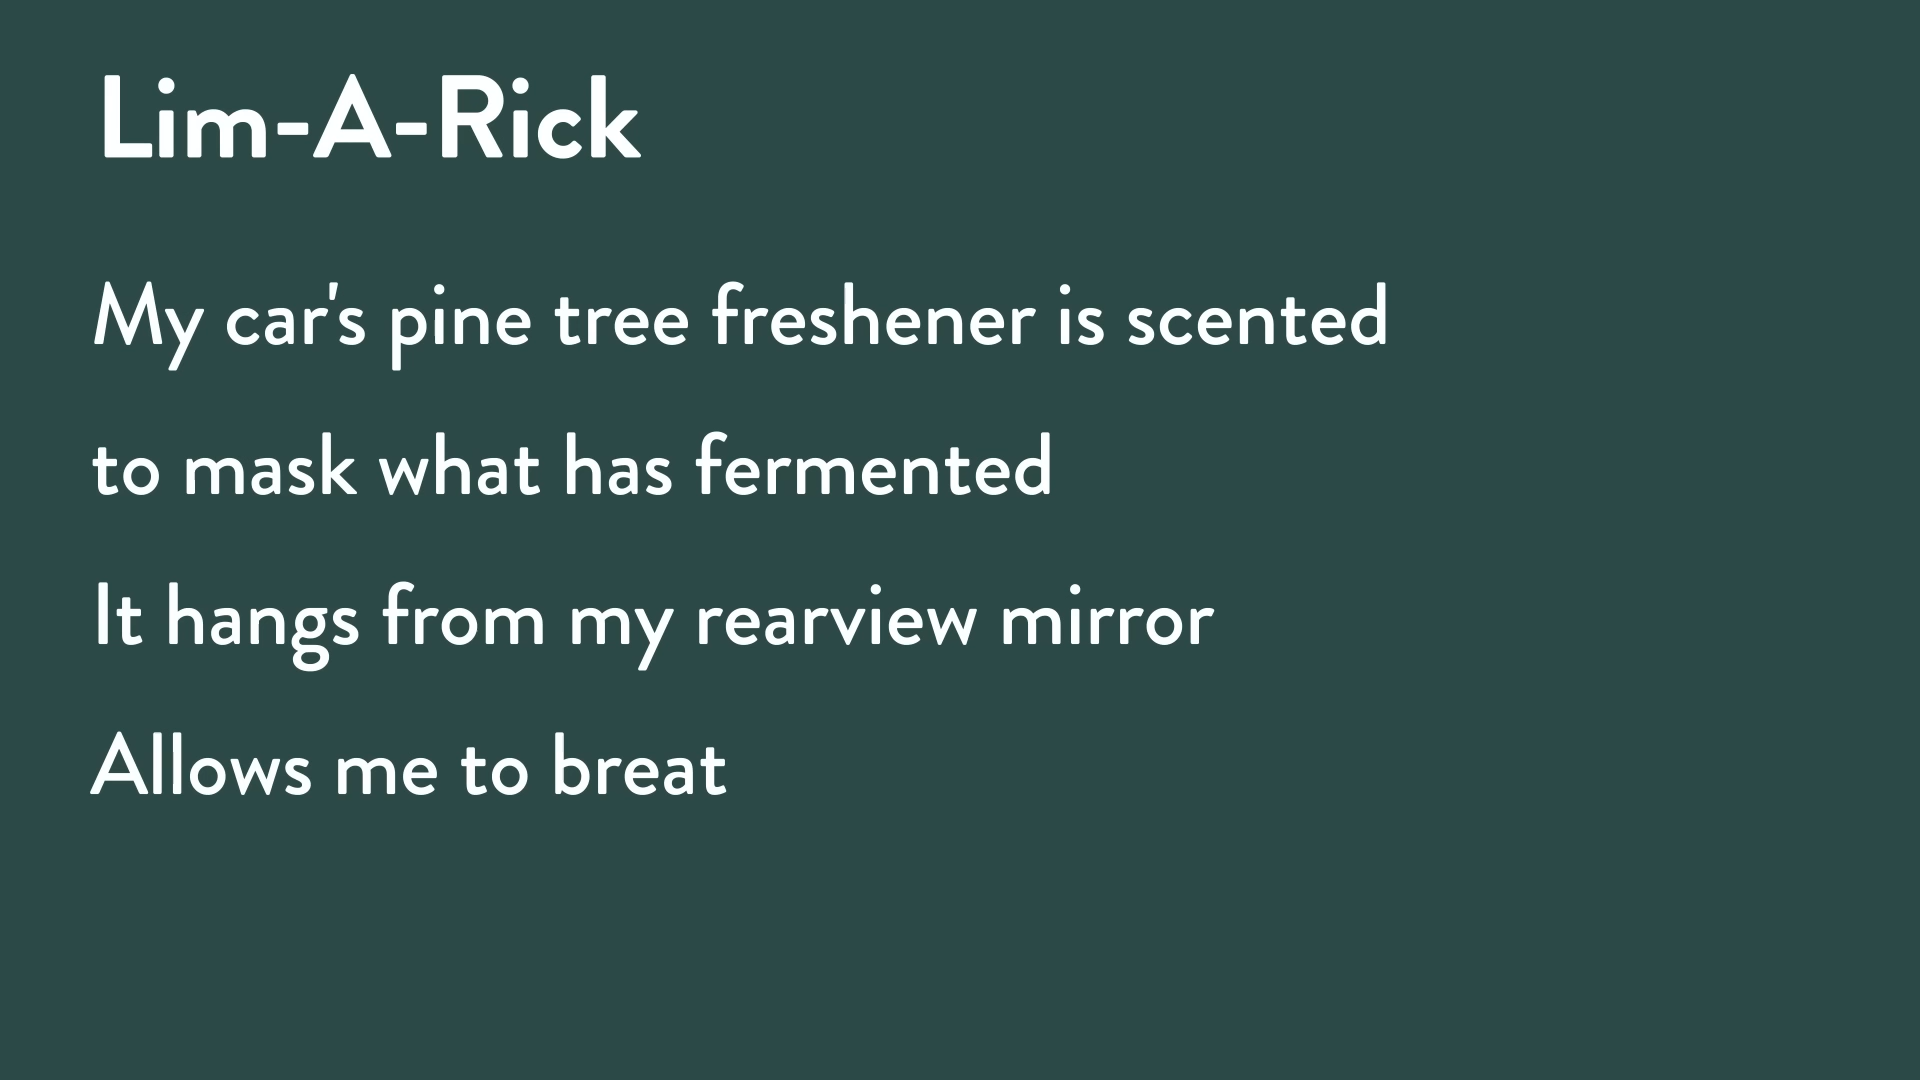 Lim-A-Rick
My car's pine tree freshener is scented
to mask what has fermented
It hangs from my rearview mirror
Allows me to breat